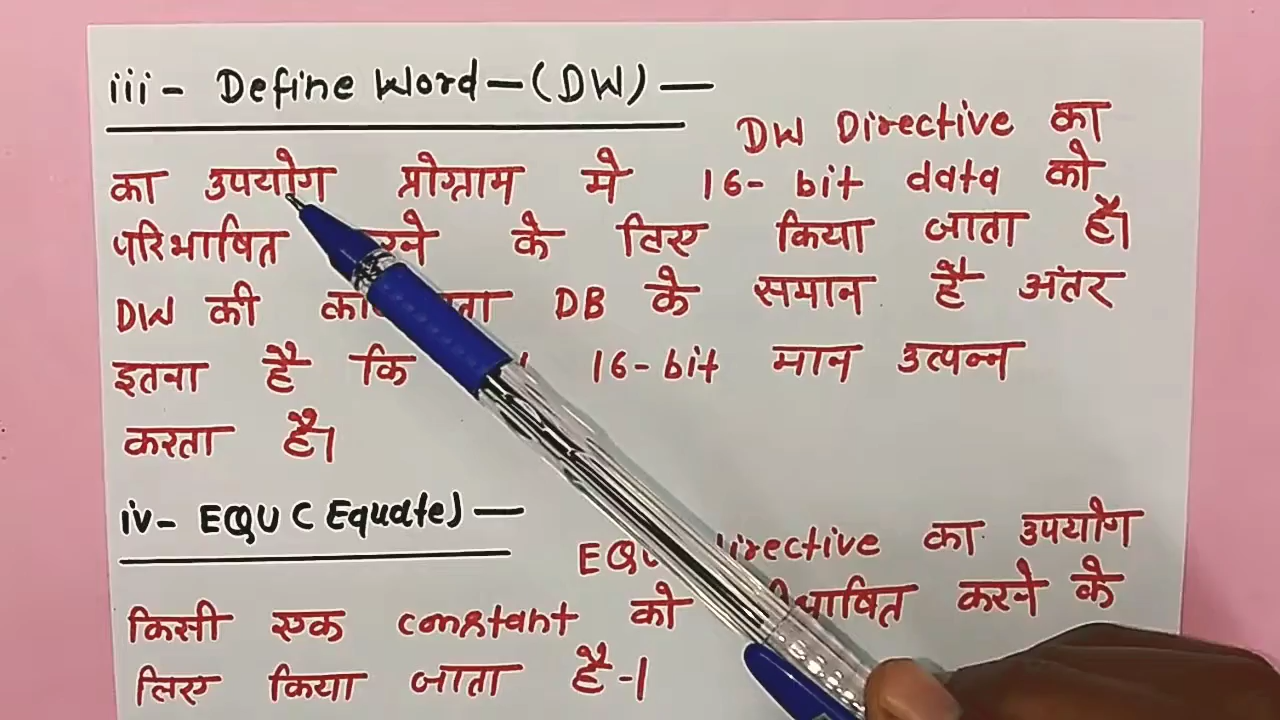 iii- Define Word-(DW)-
DW Directive का
का उपयोग प्रोग्राम मे 16-bit data को
परिभाषित के लिए किया जाता है।
DW की DB के समान है अंतर
इतना है कि 16-bit मान उत्पन्न
करता है।
iv- EQU (Equate)-
Directive का उपयोग
किसी एक constant को करने के
लिए किया जाता है-।